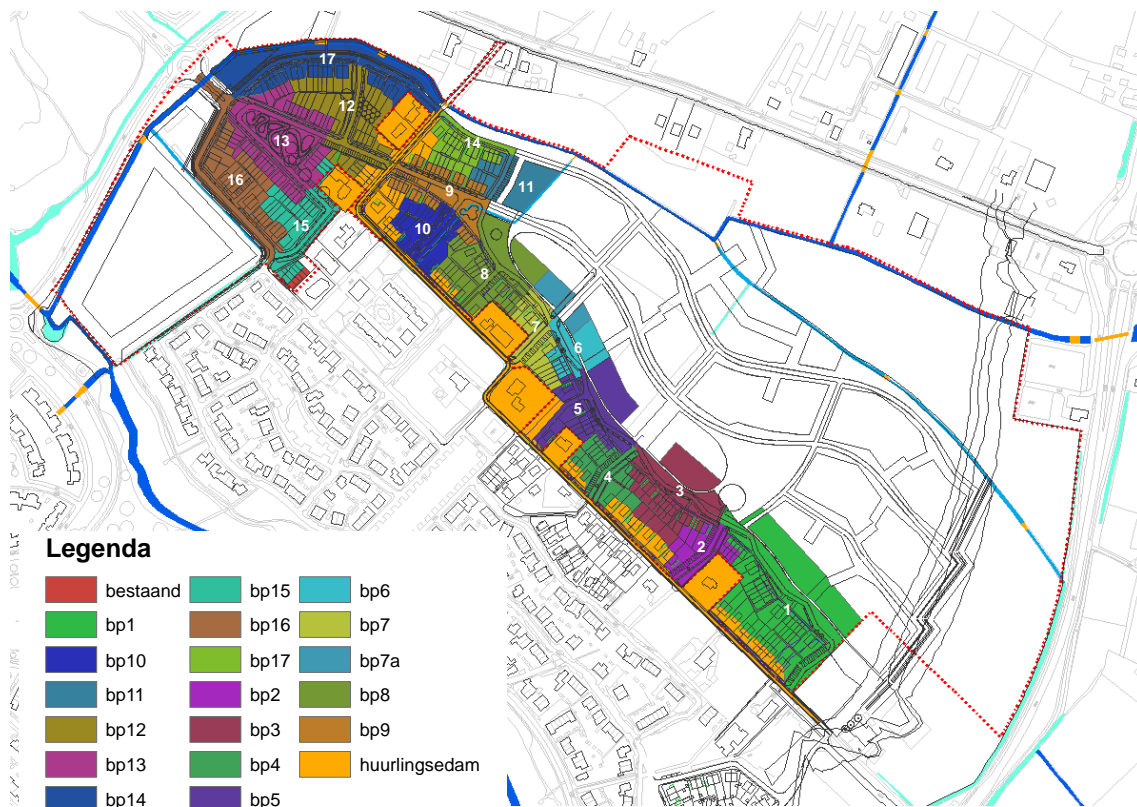 17
12
13
14
16
9
11
15
10
8
7
6
5
4
3
2
1
Legenda
bestaand
bp1
bp10
bp11
bp12
bp13
bp14
bp15
bp16
bp17
bp2
bp3
bp4
bp5
bp6
bp7
bp7a
bp8
bp9
huurlingsedam